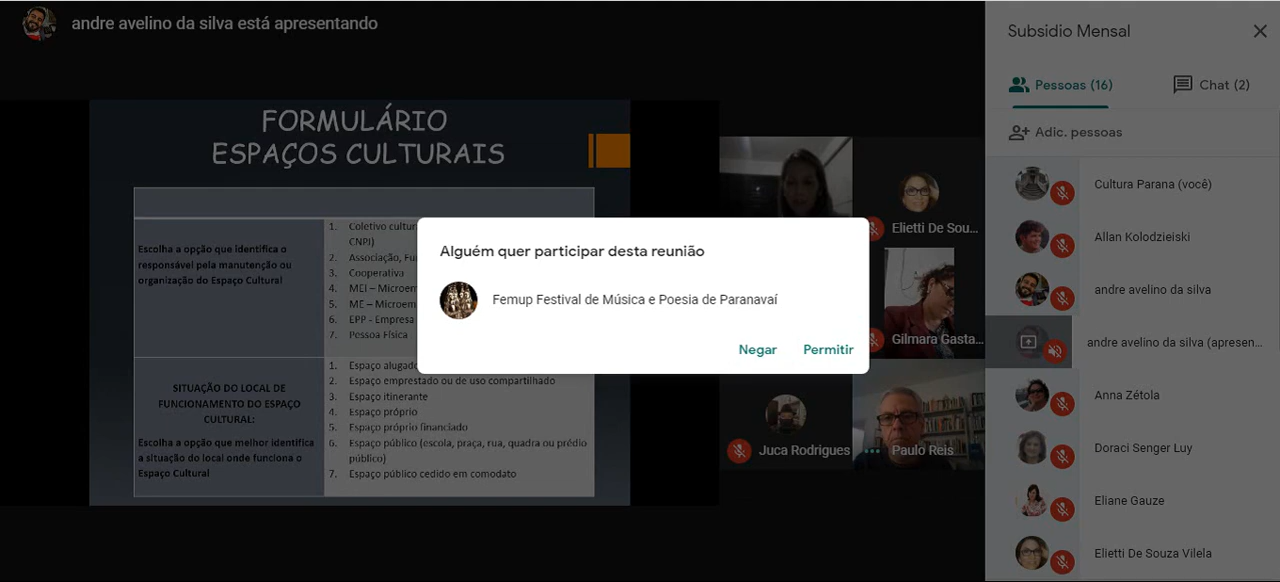 andre avelino da silva está apresentando
FORMULÁRIO
ESPAÇOS CULTURAIS
Escolha a opção que identifica o
responsável pela manutenção ou
organização do Espaço Cultural
1. Coletivo cultur
CNPJ)
2. Associação, Fu
3. Cooperativa
4. MEI – Microem
5. ME – Microem
6. EPP - Empresa
7. Pessoa Física
SITUAÇÃO DO LOCAL DE
FUNCIONAMENTO DO ESPAÇO
CULTURAL:
Escolha a opção que melhor identifica
a situação do local onde funciona o
Espaço Cultural
1. Espaço alugado
2. Espaço emprestado ou de uso compartilhado
3. Espaço itinerante
4. Espaço próprio
5. Espaço próprio financiado
6. Espaço público (escola, praça, rua, quadra ou prédio
público)
7. Espaço público cedido em comodato
Alguém quer participar desta reunião
Femup Festival de Música e Poesia de Paranavaí
Negar Permitir
Elietti De Sou...
Gilmara Gasta...
Juca Rodrigues
Paulo Reis
Subsidio Mensal
Pessoas (16) Chat (2)
Adic. pessoas
Cultura Parana (você)
Allan Kolodzieiski
andre avelino da silva
andre avelino da silva (apresen...
Anna Zétola
Doraci Senger Luy
Eliane Gauze
Elietti De Souza Vilela